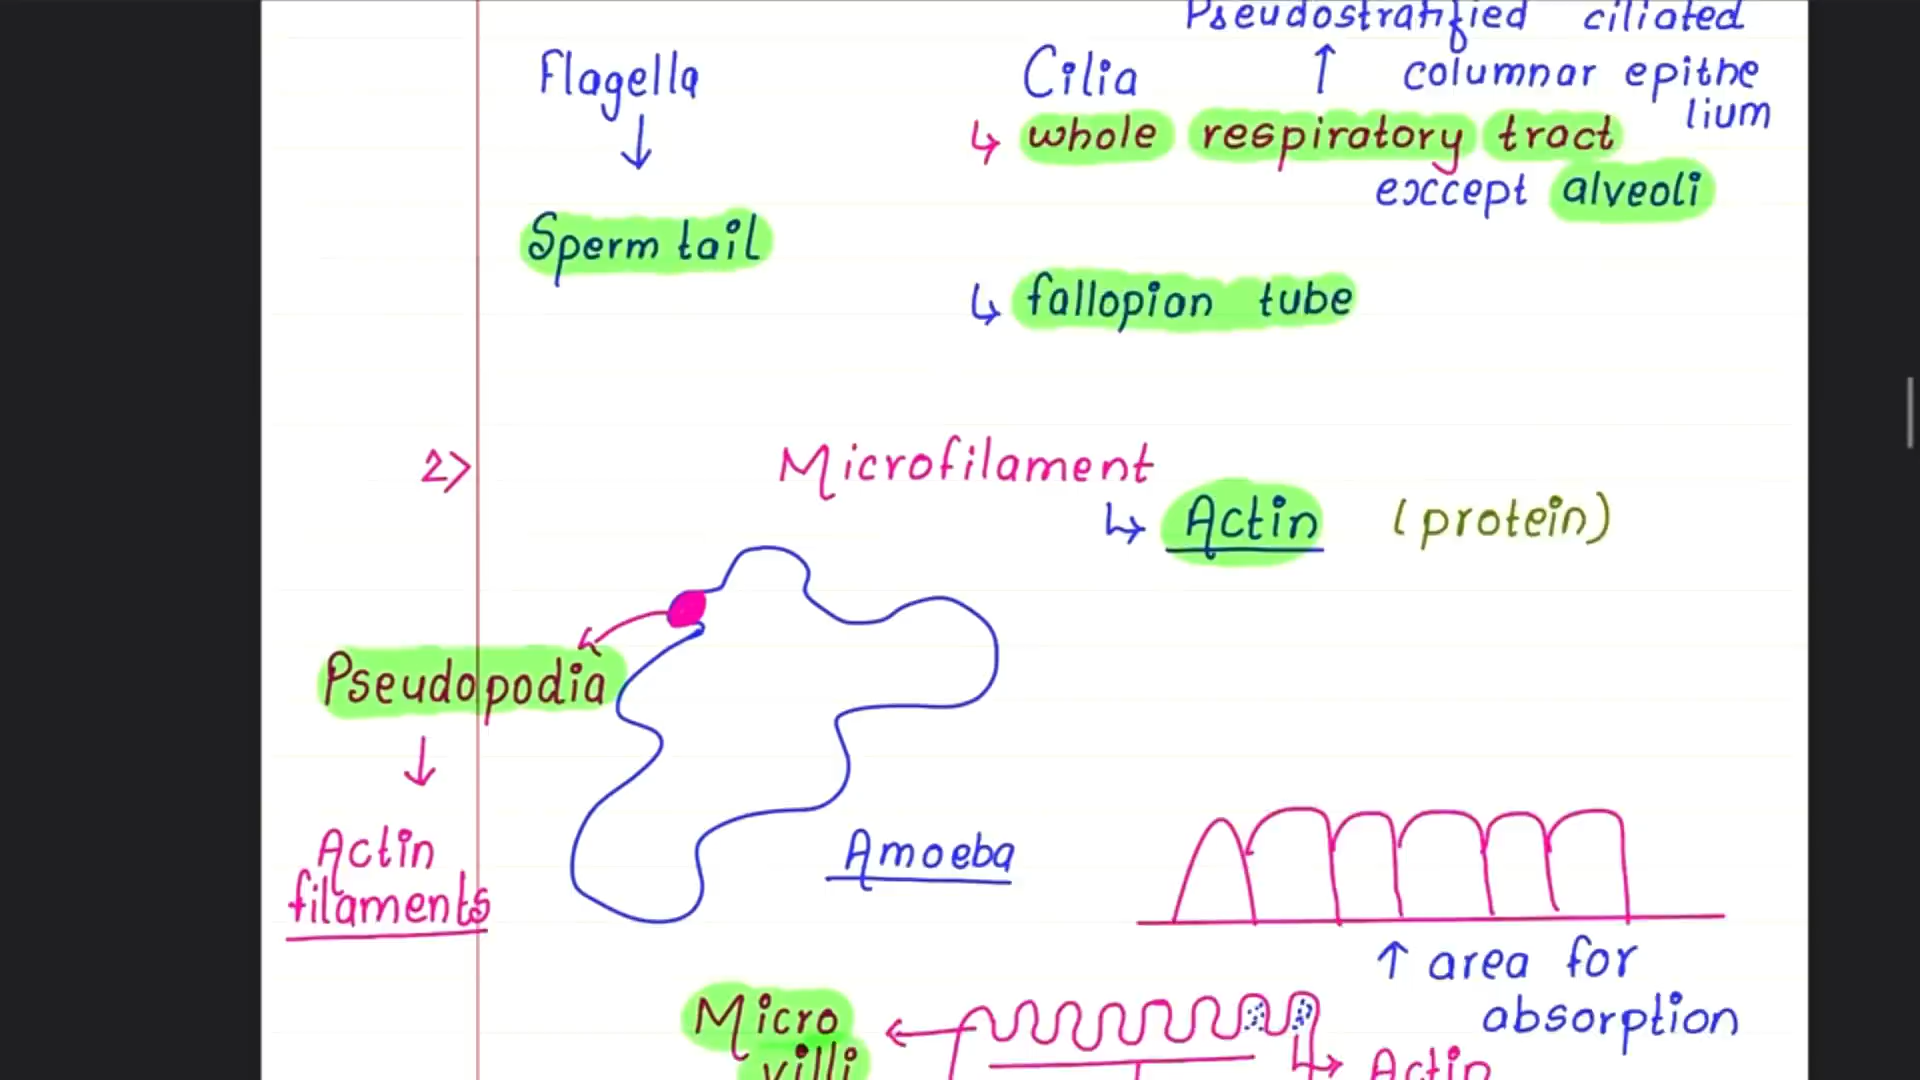 Pseudostratified ciliated
Flagella
Cilia ↑ columnar epithe
lium
↓
↳ whole respiratory tract
except alveoli
Sperm tail
↳ fallopian tube
2> Microfilament
↳ Actin (protein)
Pseudopodia
↓
Actin
filaments
Amoeba
↑ area for
absorption
Micro
villi
Actin